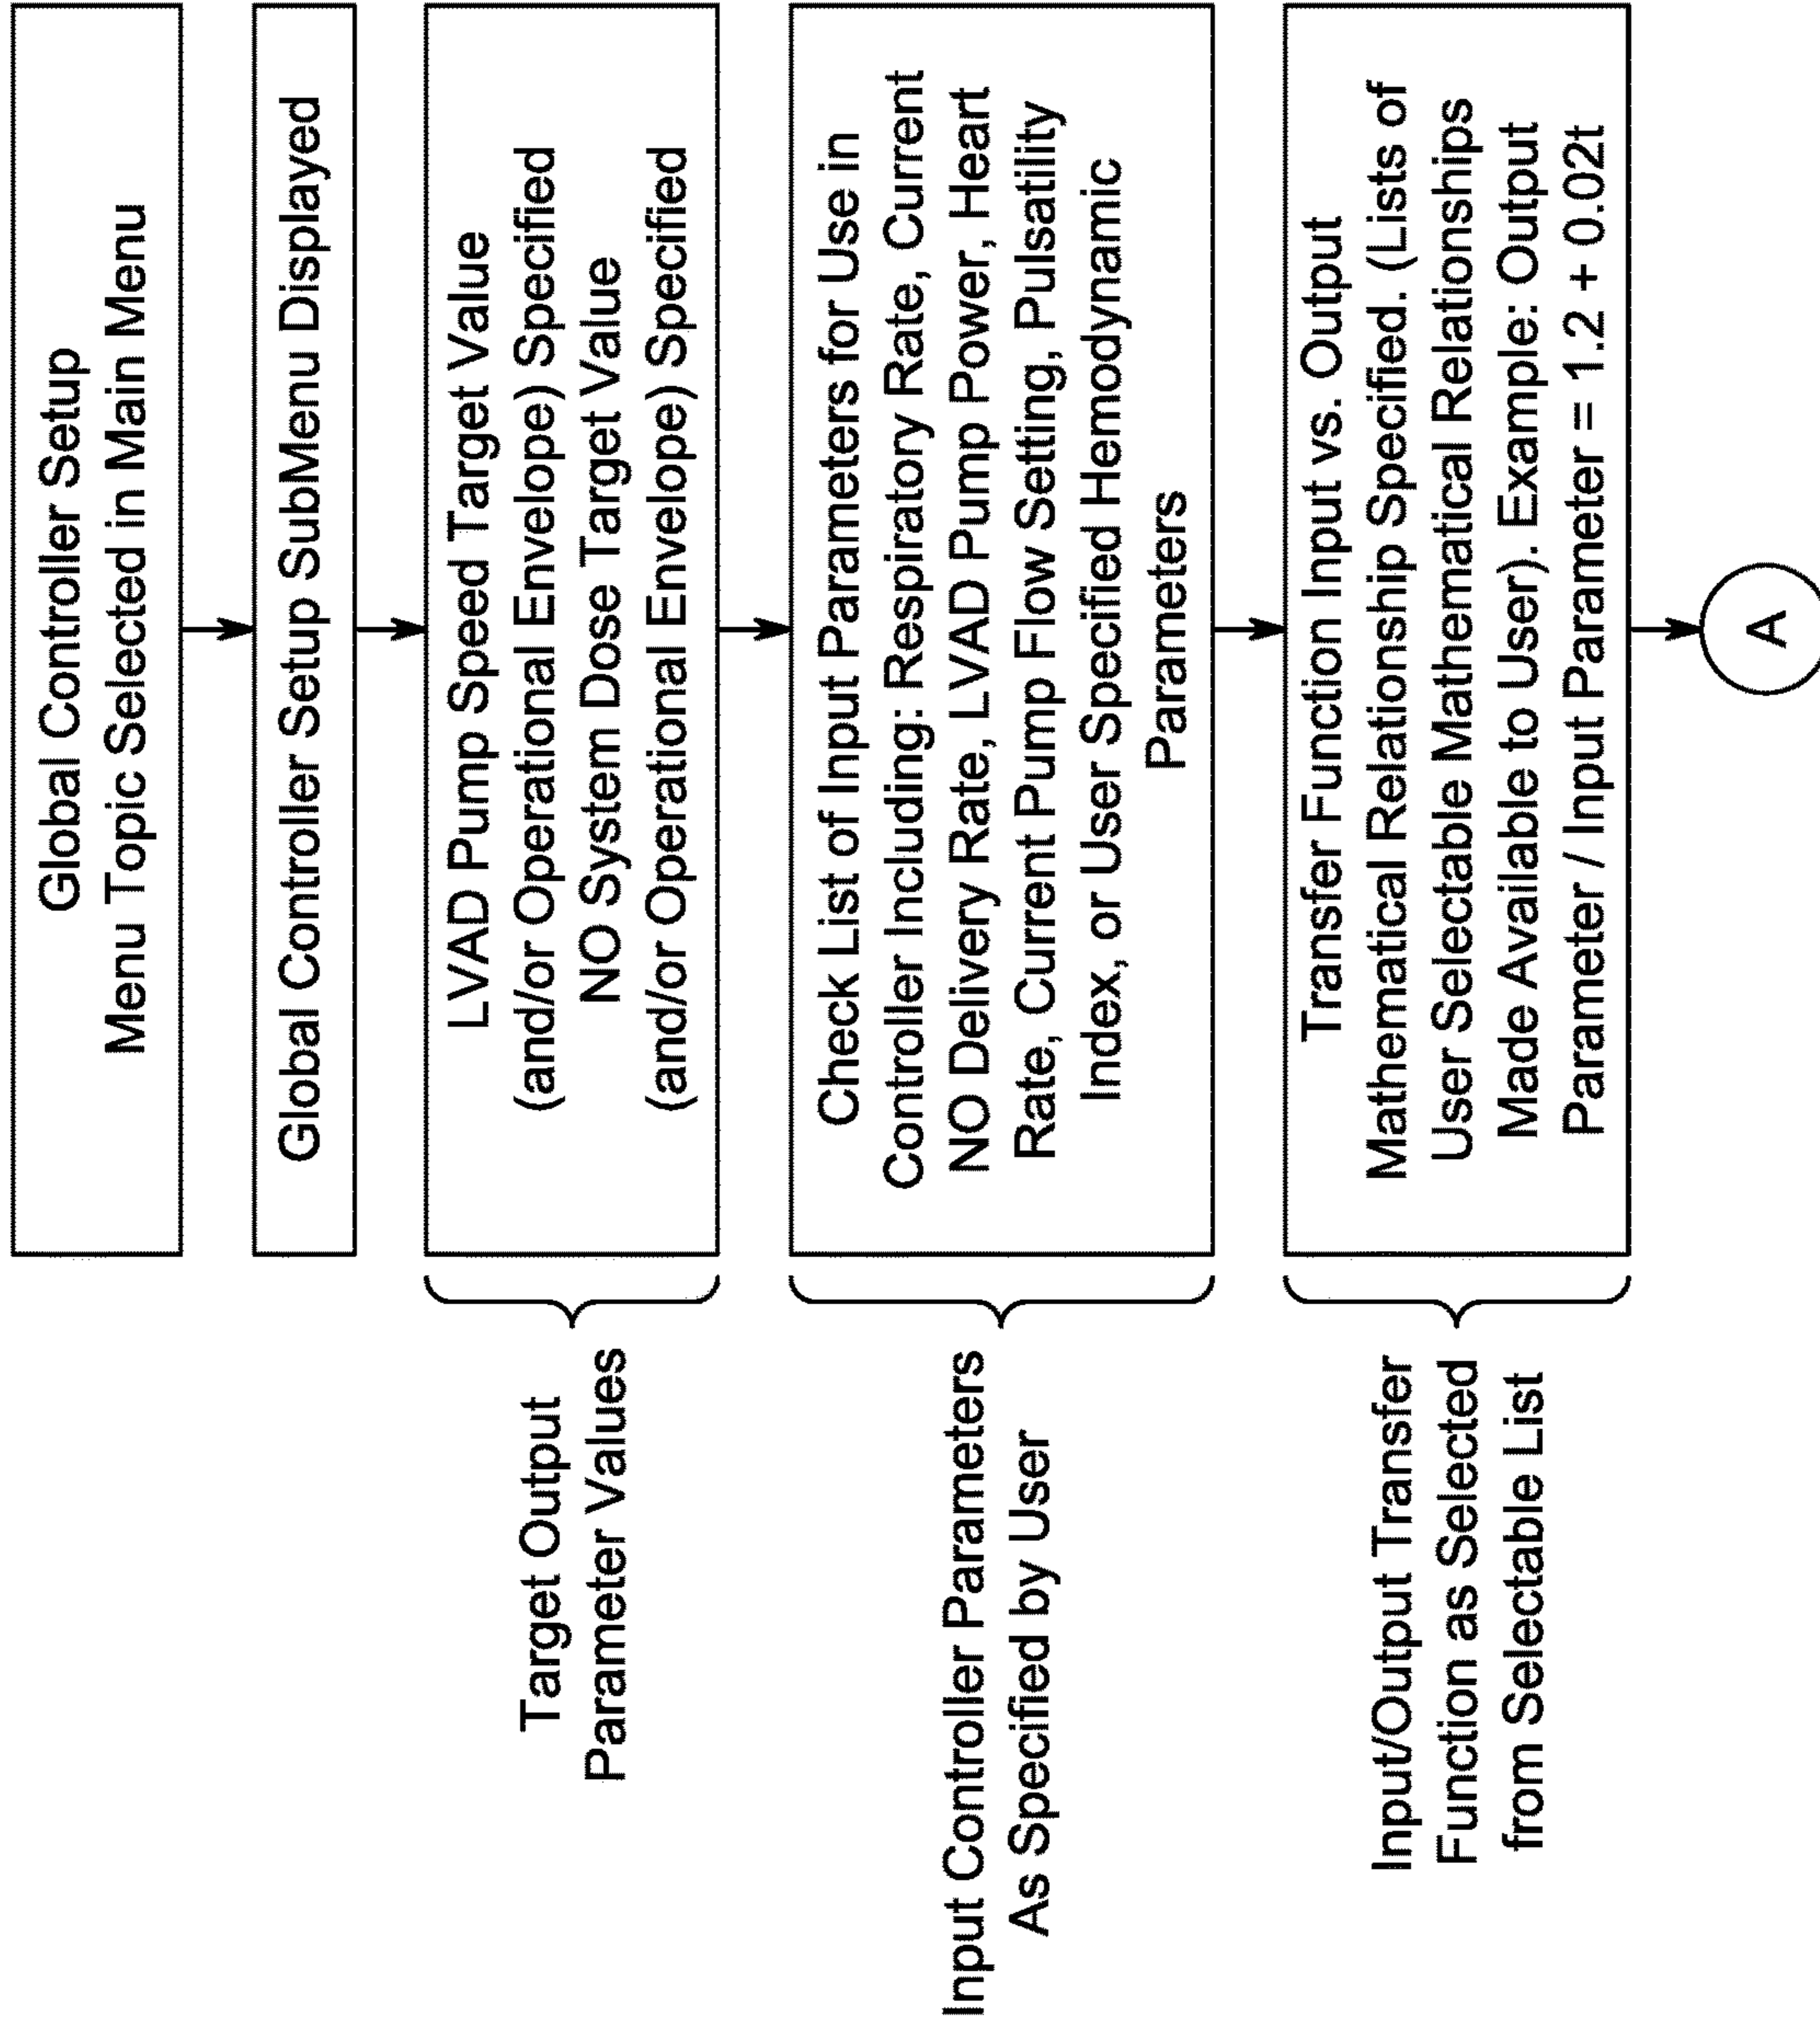 Global Controller Setup
Menu Topic Selected in Main Menu
Global Controller Setup SubMenu Displayed
Target Output
Parameter Values
LVAD Pump Speed Target Value
(and/or Operational Envelope) Specified
NO System Dose Target Value
(and/or Operational Envelope) Specified
Input Controller Parameters
As Specified by User
Check List of Input Parameters for Use in
Controller Including: Respiratory Rate, Current
NO Delivery Rate, LVAD Pump Power, Heart
Rate, Current Pump Flow Setting, Pulsatility
Index, or User Specified Hemodynamic
Parameters
Input/Output Transfer
Function as Selected
from Selectable List
Transfer Function Input vs. Output
Mathematical Relationship Specified. (Lists of
User Selectable Mathematical Relationships
Made Available to User). Example: Output
Parameter / Input Parameter = 1.2 + 0.02t
A